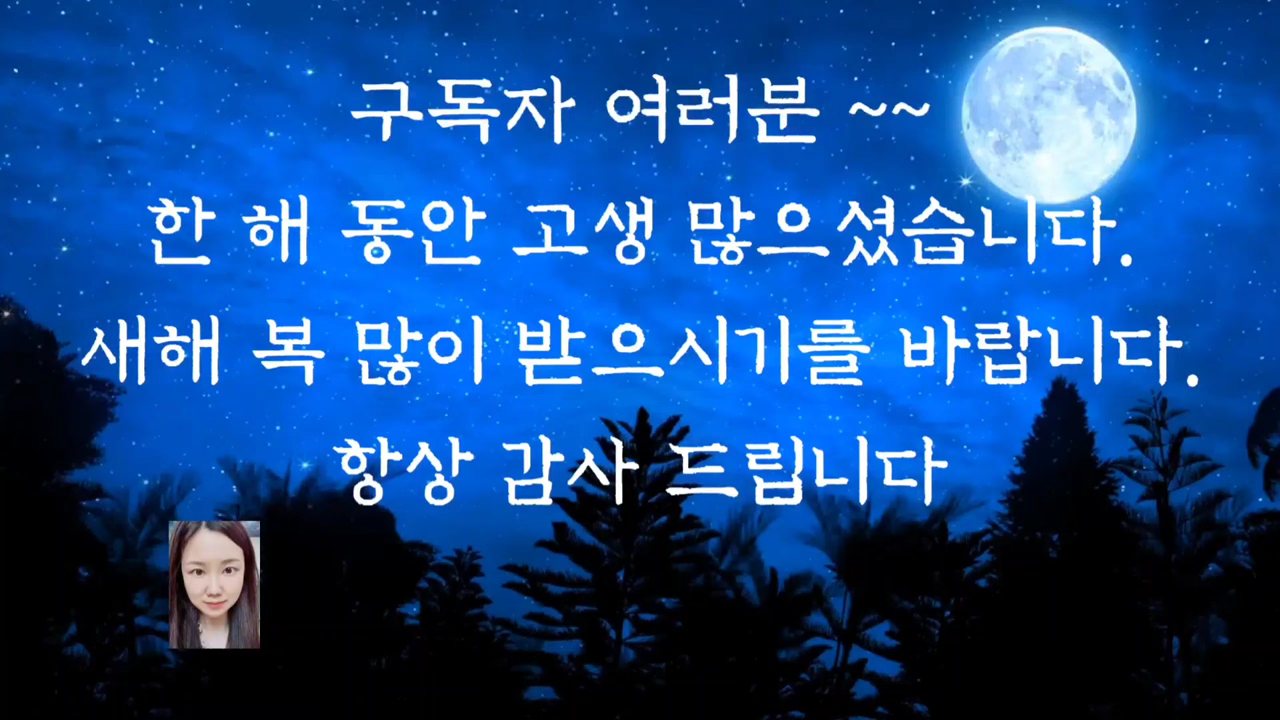 구독자 여러분 ~~
한 해 동안 고생 많으셨습니다.
새해 복 많이 받으시기를 바랍니다.
항상 감사 드립니다